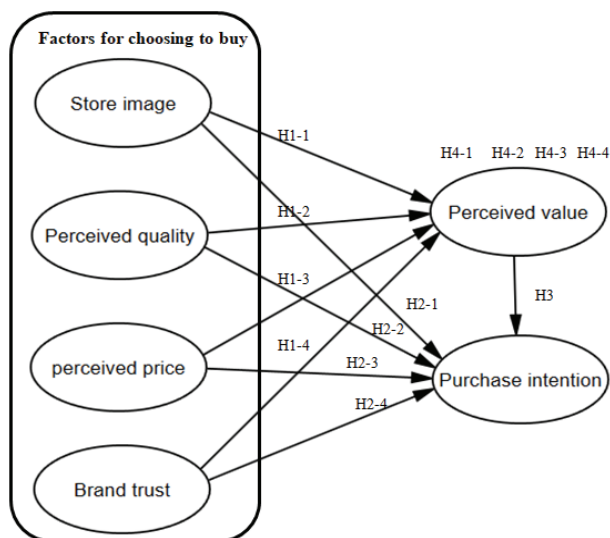 Factors for choosing to buy
Store image
H1-1
H4-1 H4-2 H4-3 H4-4
Perceived quality
H1-2
Perceived value
H1-3
H2-1
H3
H2-2
perceived price
H1-4
H2-3
Purchase intention
H2-4
Brand trust